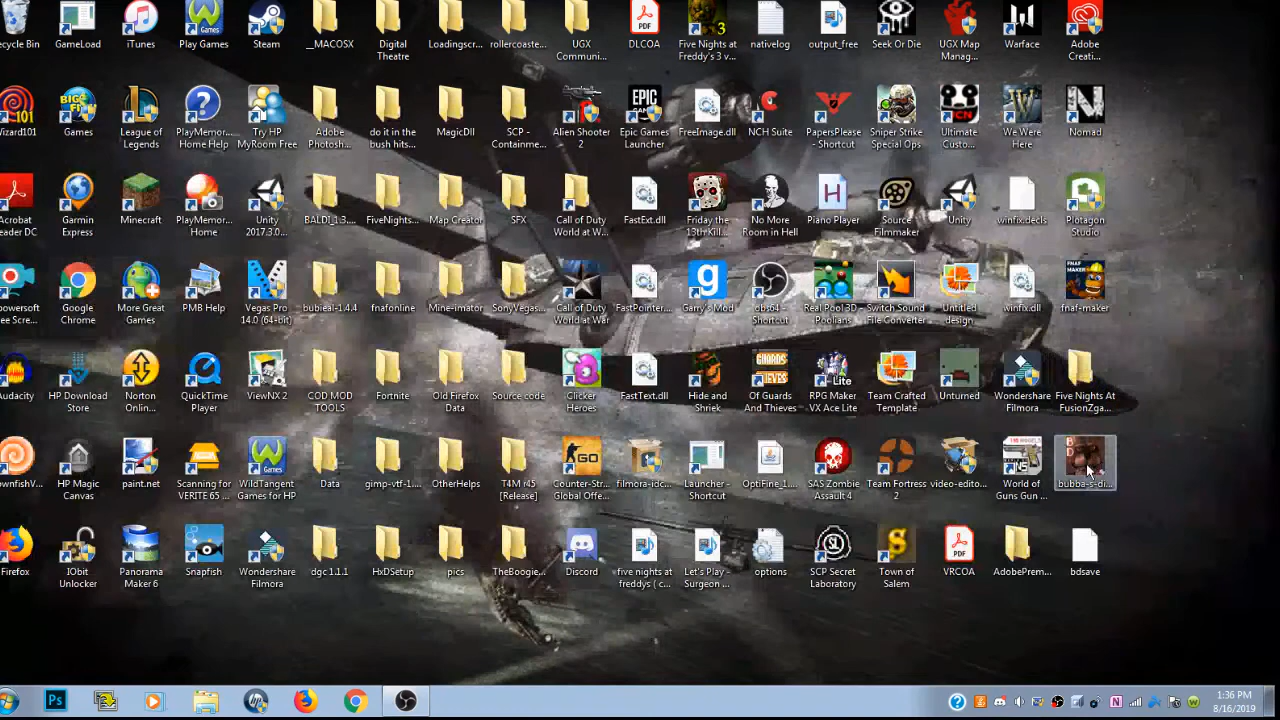 ecycle Bin
GameLoad
iTunes
Play Games
Steam
__MACOSX
Digital
Theatre
Loadingscr...
rollercoaste...
UGX
Communi...
DLCOA
Five Nights at
Freddy's 3 v...
nativelog
output_free
Seek Or Die
UGX Map
Manag...
Warface
Adobe
Creati...
Wizard101
Games
League of
Legends
PlayMemor...
Home Help
Try HP
MyRoom Free
Adobe
Photosh...
do it in the
bush hits...
MagicDll
SCP -
Containme...
Alien Shooter
2
Epic Games
Launcher
FreeImage.dll
NCH Suite
PapersPlease
- Shortcut
Sniper Strike
Special Ops
Ultimate
Custo...
We Were
Here
Nomad
Acrobat
eader DC
Garmin
Express
Minecraft
PlayMemor...
Home
Unity
2017.3.0...
BALDI_1.3....
FiveNights...
Map Creator
SFX
Call of Duty
World at W...
FastExt.dll
Friday the
13th Kill...
No More
Room in Hell
Piano Player
Source
Filmmaker
Unity
winfix.decls
Plotagon
Studio
powersoft
ee Scre...
Google
Chrome
More Great
Games
PMB Help
Vegas Pro
14.0 (64-bit)
bubieal-1.4.4
fnafonline
Mine-imator
SonyVegas...
Call of Duty
World at War
FastPointer...
Garry's Mod
obs64 -
Shortcut
Real Pool 3D -
Poolians
Switch Sound
File Converter
Untitled
design
winfix.dll
fnaf-maker
Audacity
HP Download
Store
Norton
Onlin...
QuickTime
Player
ViewNX 2
COD MOD
TOOLS
Fortnite
Old Firefox
Data
Source code
Clicker
Heroes
FastText.dll
Hide and
Shriek
Of Guards
And Thieves
RPG Maker
VX Ace Lite
Team Crafted
Template
Unturned
Wondershare
Filmora
Five Nights At
FusionZga...
ownfishV...
HP Magic
Canvas
paint.net
Scanning for
VERITE 65 ...
WildTangent
Games for HP
Data
gimp-vtf-1....
OtherHelps
T4M r45
[Release]
Counter-Str...
Global Offe...
filmora-idc...
Launcher -
Shortcut
OptiFine_1....
SAS Zombie
Assault 4
Team Fortress
2
video-edito...
World of
Guns Gun ...
bubba-s-di...
Firefox
IObit
Unlocker
Panorama
Maker 6
Snapfish
Wondershare
Filmora
dgc 1.1.1
HxDSetup
pics
TheBoogie...
Discord
five nights at
freddys ( c...
Let's Play -
Surgeon ...
options
SCP Secret
Laboratory
Town of
Salem
VRCOA
AdobePrem...
bdsave
Ps
1:36 PM
8/16/2019